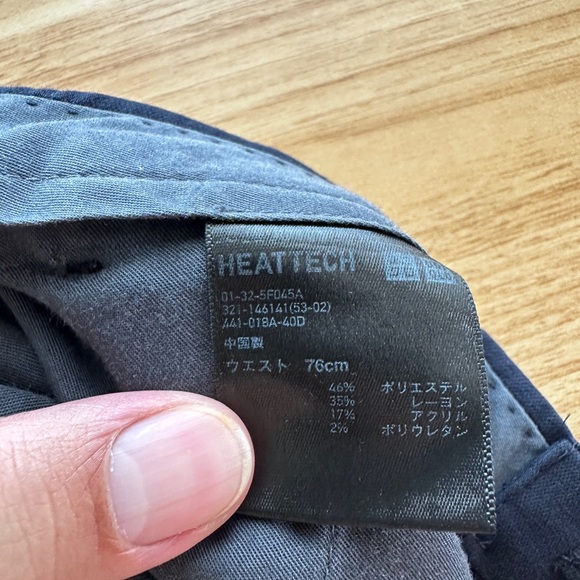 HEATTECH
01-32-5F045A
321-146141(53-02)
441-018A-40D
中国製
ウエスト 76cm
46% ポリエステル
35% レーヨン
17% アクリル
2% ポリウレタン